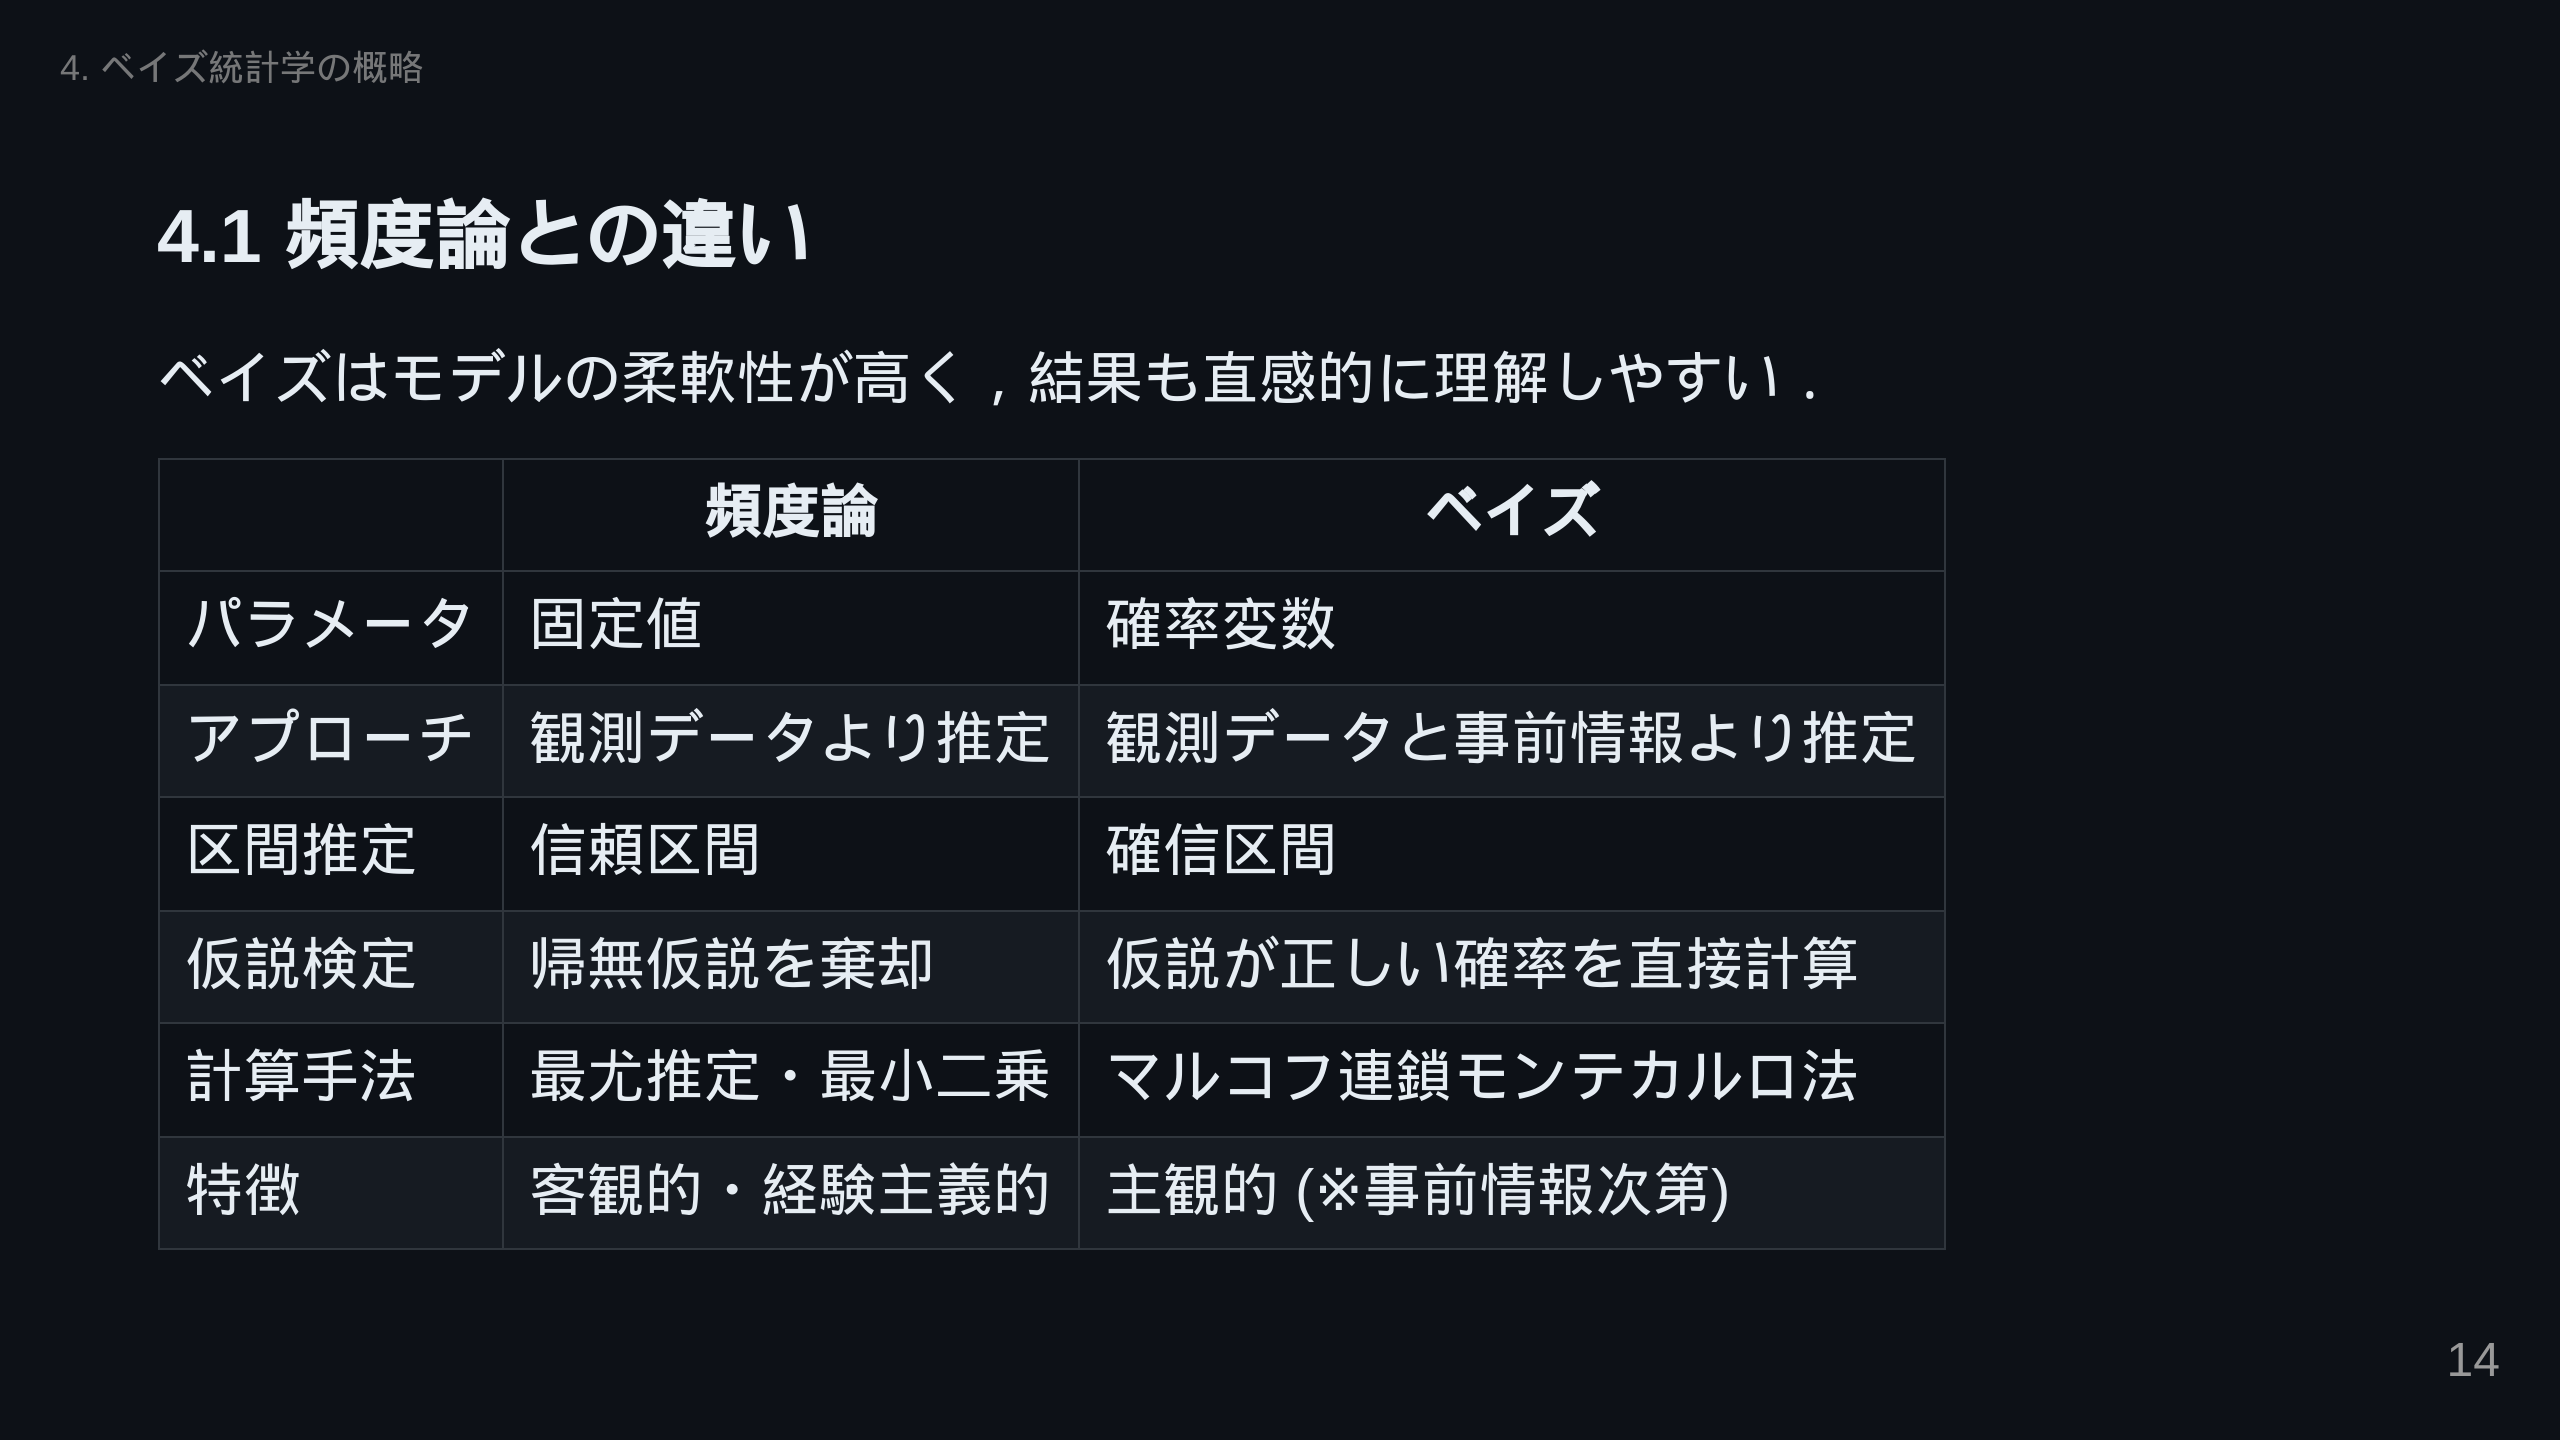 4. ベイズ統計学の概略
4.1 頻度論との違い
ベイズはモデルの柔軟性が高く，結果も直感的に理解しやすい．
頻度論 ベイズ
パラメータ 固定値 確率変数
アプローチ 観測データより推定 観測データと事前情報より推定
区間推定 信頼区間 確信区間
仮説検定 帰無仮説を棄却 仮説が正しい確率を直接計算
計算手法 最尤推定・最小二乗 マルコフ連鎖モンテカルロ法
特徴 客観的・経験主義的 主観的 (※事前情報次第)
14